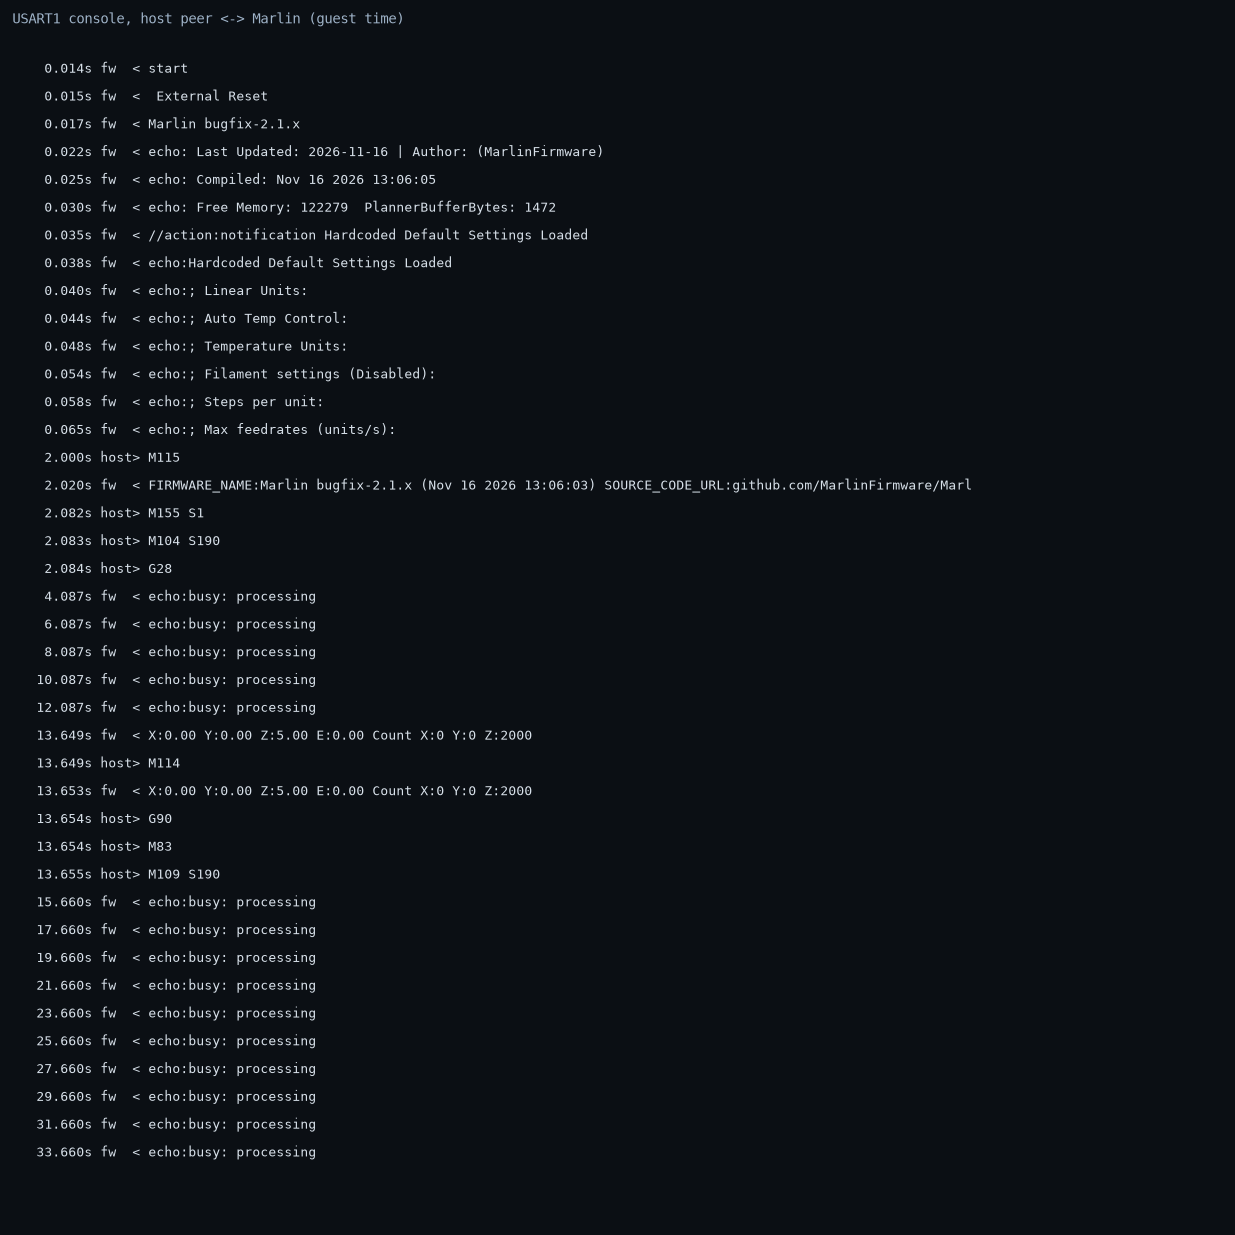 USART1 console, host peer <-> Marlin (guest time)
0.014s fw  < start
0.015s fw  <  External Reset
0.017s fw  < Marlin bugfix-2.1.x
0.022s fw  < echo: Last Updated: 2026-11-16 | Author: (MarlinFirmware)
0.025s fw  < echo: Compiled: Nov 16 2026 13:06:05
0.030s fw  < echo: Free Memory: 122279  PlannerBufferBytes: 1472
0.035s fw  < //action:notification Hardcoded Default Settings Loaded
0.038s fw  < echo:Hardcoded Default Settings Loaded
0.040s fw  < echo:; Linear Units:
0.044s fw  < echo:; Auto Temp Control:
0.048s fw  < echo:; Temperature Units:
0.054s fw  < echo:; Filament settings (Disabled):
0.058s fw  < echo:; Steps per unit:
0.065s fw  < echo:; Max feedrates (units/s):
2.000s host> M115
2.020s fw  < FIRMWARE_NAME:Marlin bugfix-2.1.x (Nov 16 2026 13:06:03) SOURCE_CODE_URL:github.com/MarlinFirmware/Marl
2.082s host> M155 S1
2.083s host> M104 S190
2.084s host> G28
4.087s fw  < echo:busy: processing
6.087s fw  < echo:busy: processing
8.087s fw  < echo:busy: processing
10.087s fw  < echo:busy: processing
12.087s fw  < echo:busy: processing
13.649s fw  < X:0.00 Y:0.00 Z:5.00 E:0.00 Count X:0 Y:0 Z:2000
13.649s host> M114
13.653s fw  < X:0.00 Y:0.00 Z:5.00 E:0.00 Count X:0 Y:0 Z:2000
13.654s host> G90
13.654s host> M83
13.655s host> M109 S190
15.660s fw  < echo:busy: processing
17.660s fw  < echo:busy: processing
19.660s fw  < echo:busy: processing
21.660s fw  < echo:busy: processing
23.660s fw  < echo:busy: processing
25.660s fw  < echo:busy: processing
27.660s fw  < echo:busy: processing
29.660s fw  < echo:busy: processing
31.660s fw  < echo:busy: processing
33.660s fw  < echo:busy: processing